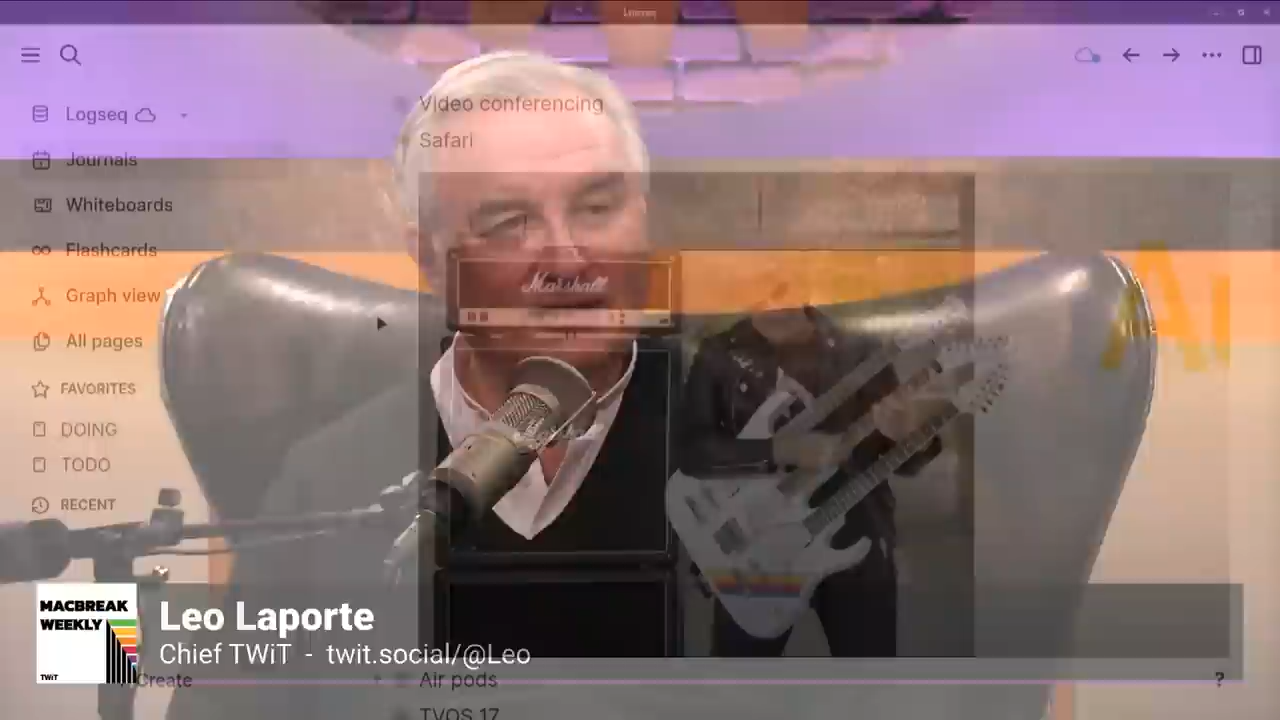 Logseq
Logseq
Video conferencing
Safari
Journals
Whiteboards
Flashcards
Graph view
All pages
FAVORITES
DOING
TODO
RECENT
Marshall
MACBREAK
WEEKLY
TWiT
Leo Laporte
Chief TWiT - twit.social/@Leo
Create
Air pods
TVOS 17
?